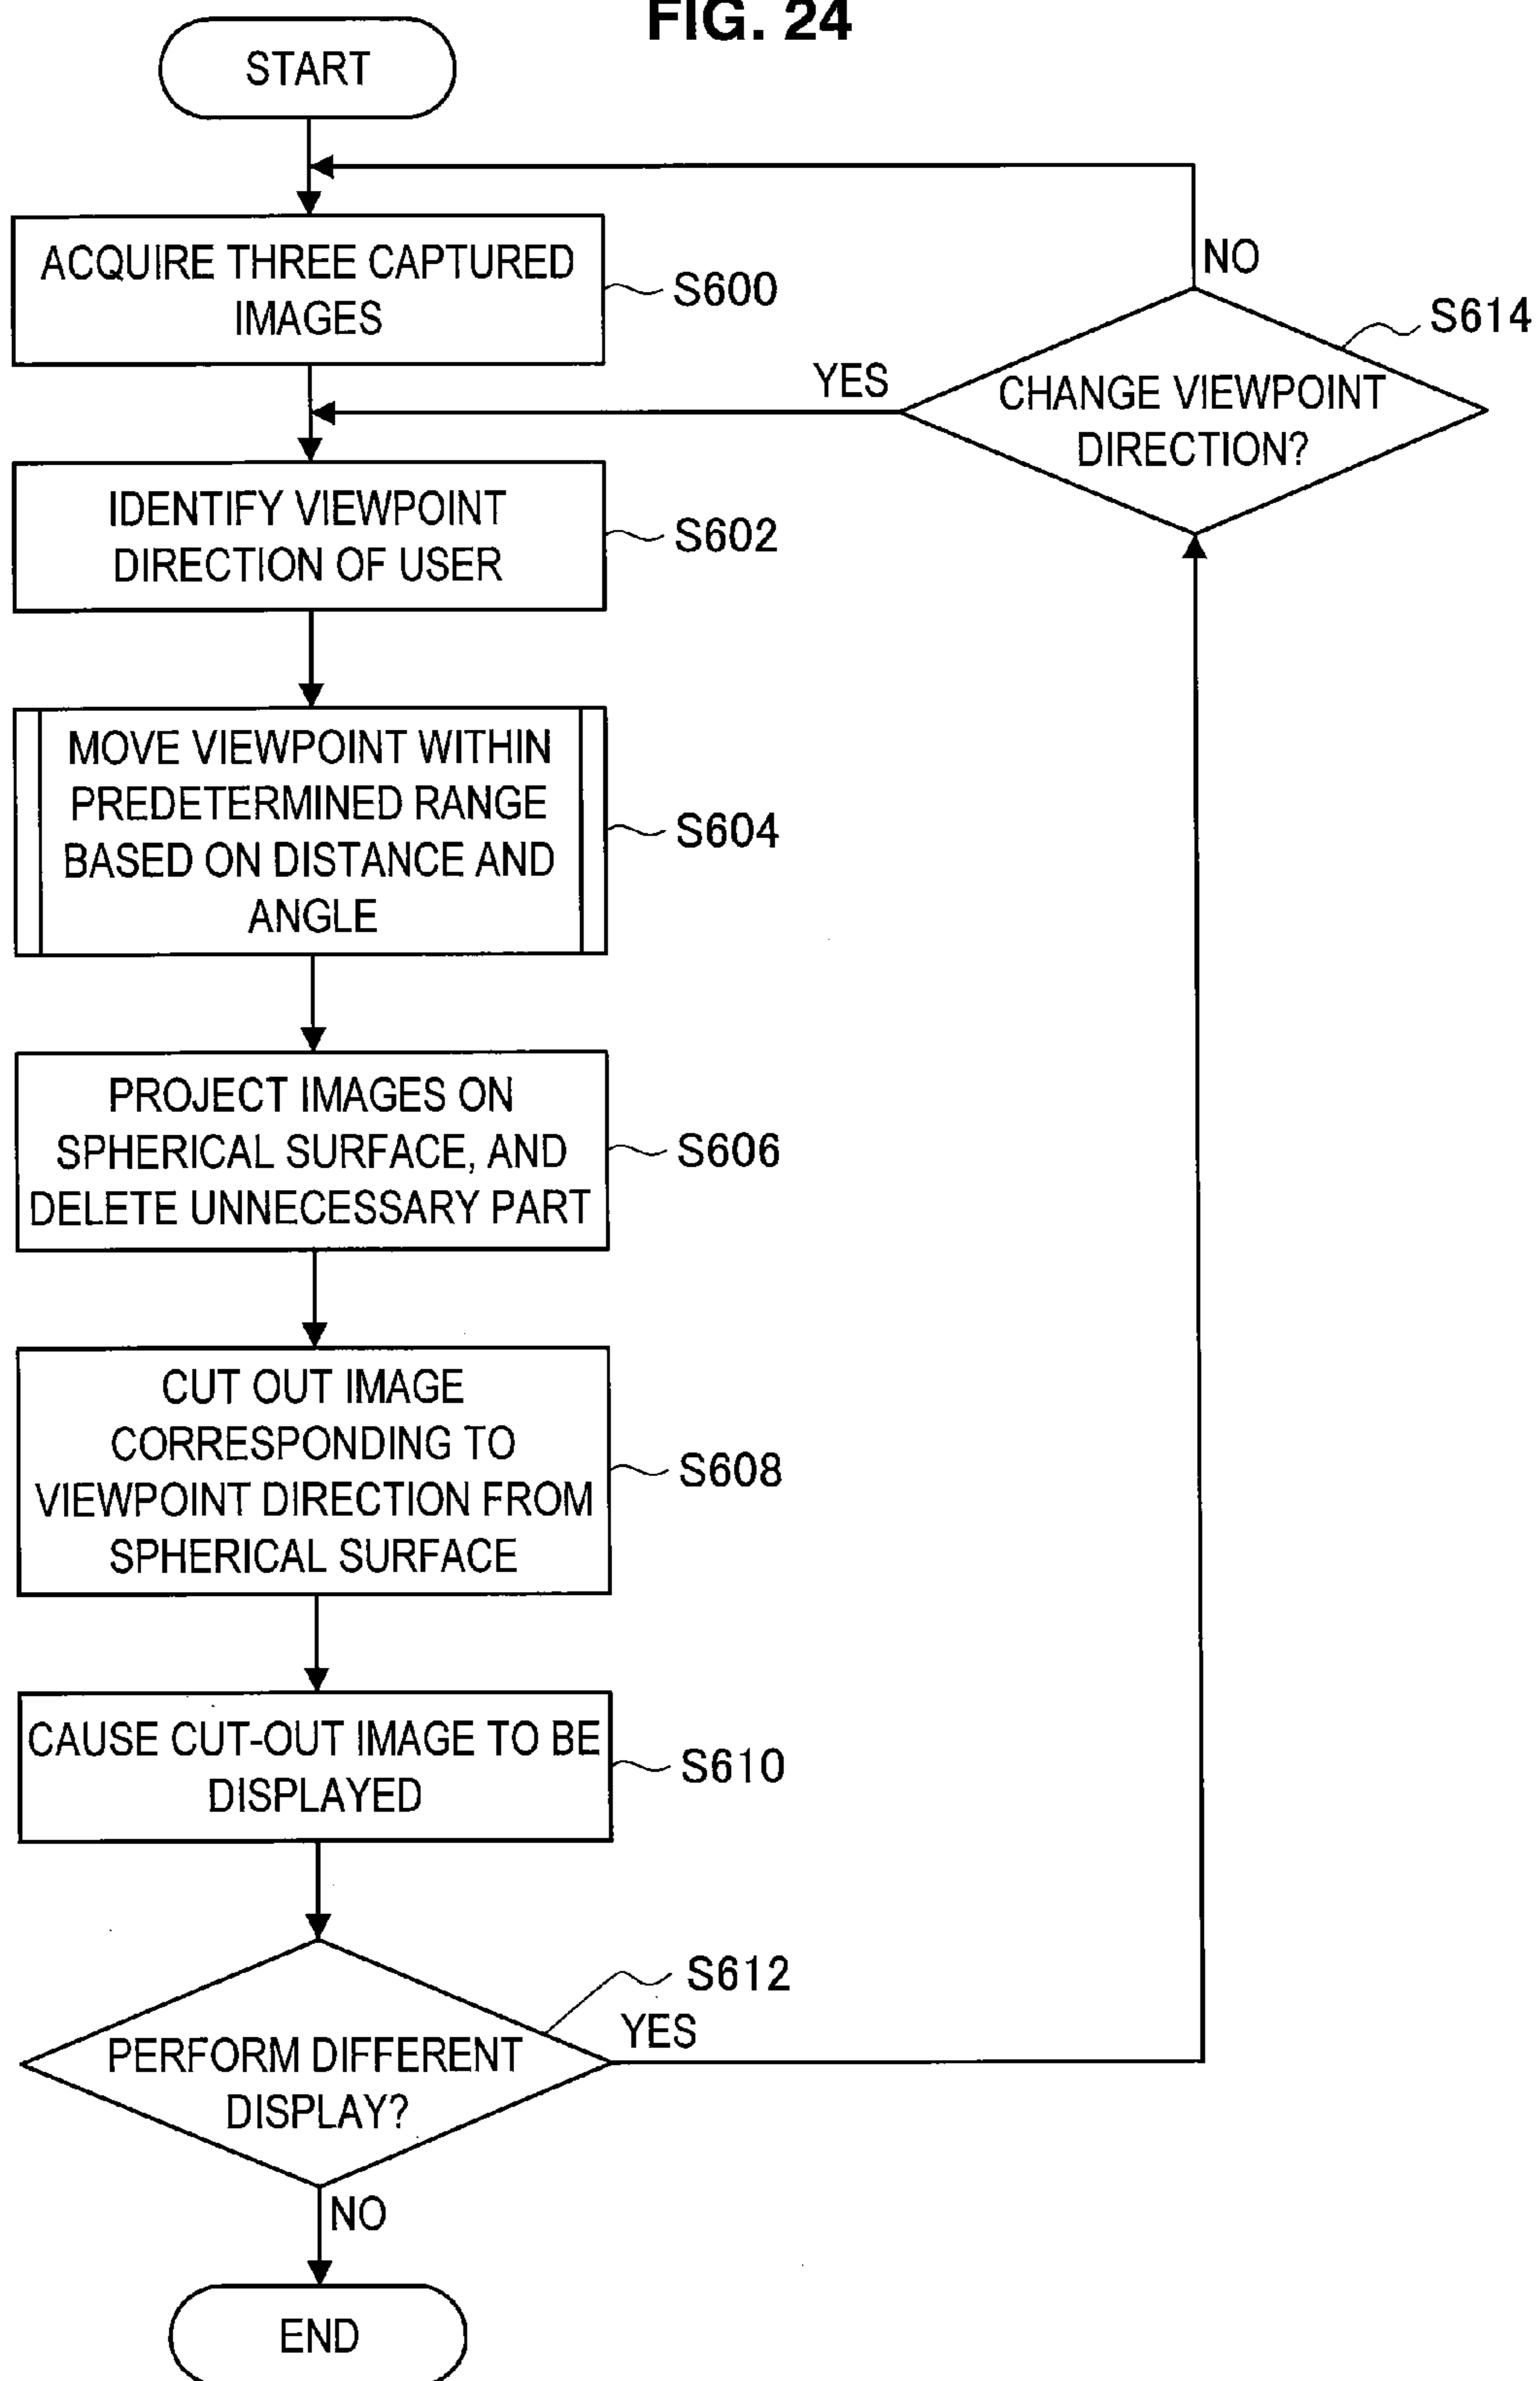 FIG. 24
START
ACQUIRE THREE CAPTURED
IMAGES
S600
NO
S614
YES
CHANGE VIEWPOINT
DIRECTION?
IDENTIFY VIEWPOINT
DIRECTION OF USER
S602
MOVE VIEWPOINT WITHIN
PREDETERMINED RANGE
BASED ON DISTANCE AND
ANGLE
S604
PROJECT IMAGES ON
SPHERICAL SURFACE, AND
DELETE UNNECESSARY PART
S606
CUT OUT IMAGE
CORRESPONDING TO
VIEWPOINT DIRECTION FROM
SPHERICAL SURFACE
S608
CAUSE CUT-OUT IMAGE TO BE
DISPLAYED
S610
S612
YES
PERFORM DIFFERENT
DISPLAY?
NO
END